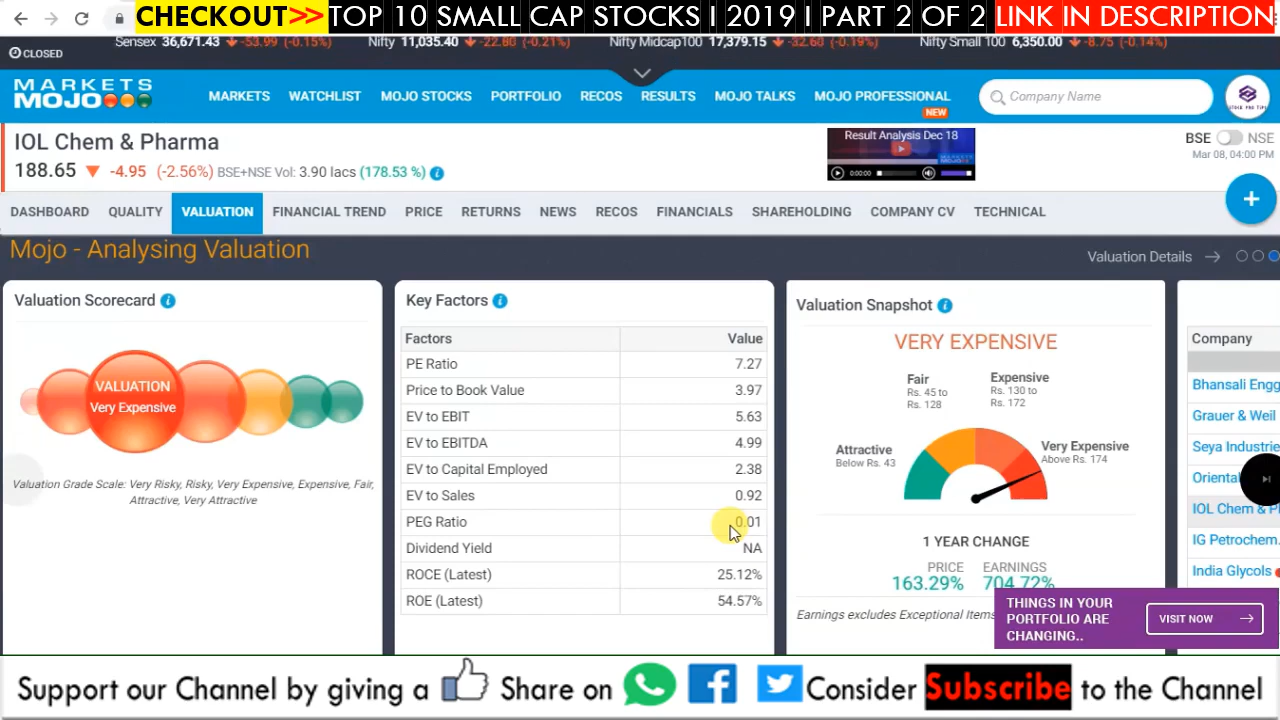 CHECKOUT>> TOP 10 SMALL CAP STOCKS I 2019 I PART 2 OF 2 LINK IN DESCRIPTION
CLOSED
Sensex 36,671.43 -53.99 (-0.15%) Nifty 11,035.40 -22.80 (-0.21%) Nifty Midcap100 17,379.15 -32.60 (-0.19%) Nifty Small 100 6,350.00 -8.75 (-0.14%)
MARKETS MOJO
MARKETS WATCHLIST MOJO STOCKS PORTFOLIO RECOS RESULTS MOJO TALKS MOJO PROFESSIONAL
NEW
Company Name
IOL Chem & Pharma
188.65 -4.95 (-2.56%) BSE+NSE Vol: 3.90 lacs (178.53 %)
Result Analysis Dec 18
0:00:00
BSE NSE
Mar 08, 04:00 PM
DASHBOARD QUALITY VALUATION FINANCIAL TREND PRICE RETURNS NEWS RECOS FINANCIALS SHAREHOLDING COMPANY CV TECHNICAL
Mojo - Analysing Valuation
Valuation Details
Valuation Scorecard
VALUATION
Very Expensive
Valuation Grade Scale: Very Risky, Risky, Very Expensive, Expensive, Fair,
Attractive, Very Attractive
Key Factors
Factors Value
PE Ratio 7.27
Price to Book Value 3.97
EV to EBIT 5.63
EV to EBITDA 4.99
EV to Capital Employed 2.38
EV to Sales 0.92
PEG Ratio 0.01
Dividend Yield NA
ROCE (Latest) 25.12%
ROE (Latest) 54.57%
Valuation Snapshot
VERY EXPENSIVE
Fair
Rs. 45 to
Rs. 128
Expensive
Rs. 130 to
Rs. 172
Attractive
Below Rs. 43
Very Expensive
Above Rs. 174
1 YEAR CHANGE
PRICE EARNINGS
163.29% 704.72%
Earnings excludes Exceptional Items
Company
Bhansali Engg
Grauer & Weil
Seya Industrie
Oriental
IOL Chem & P
IG Petrochem.
India Glycols
THINGS IN YOUR
PORTFOLIO ARE
CHANGING..
VISIT NOW
Support our Channel by giving a Share on Consider Subscribe to the Channel